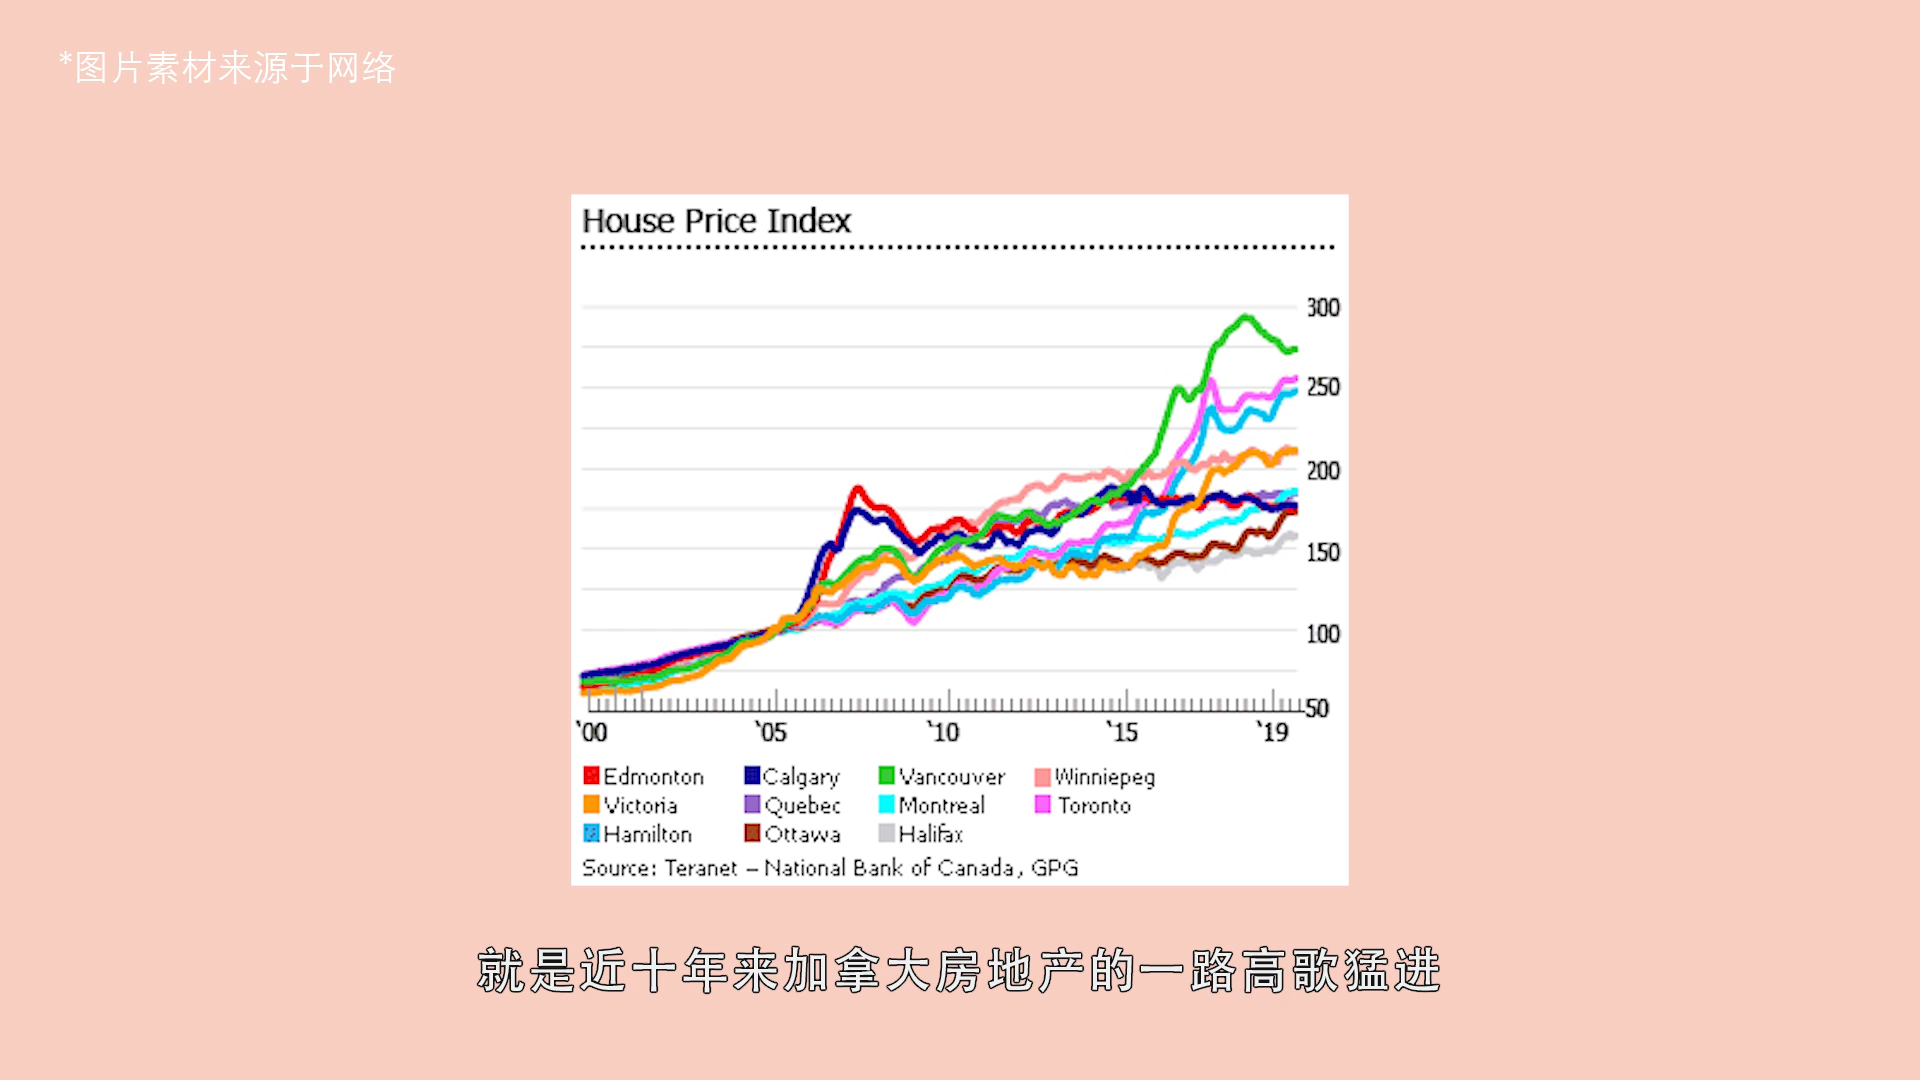 *图片素材来源于网络
House Price Index
300
250
200
150
100
50
`00 `05 `10 `15 `19
Edmonton Calgary Vancouver Winniepeg
Victoria Quebec Montreal Toronto
Hamilton Ottawa Halifax
Source: Teranet – National Bank of Canada, GPG
就是近十年来加拿大房地产的一路高歌猛进